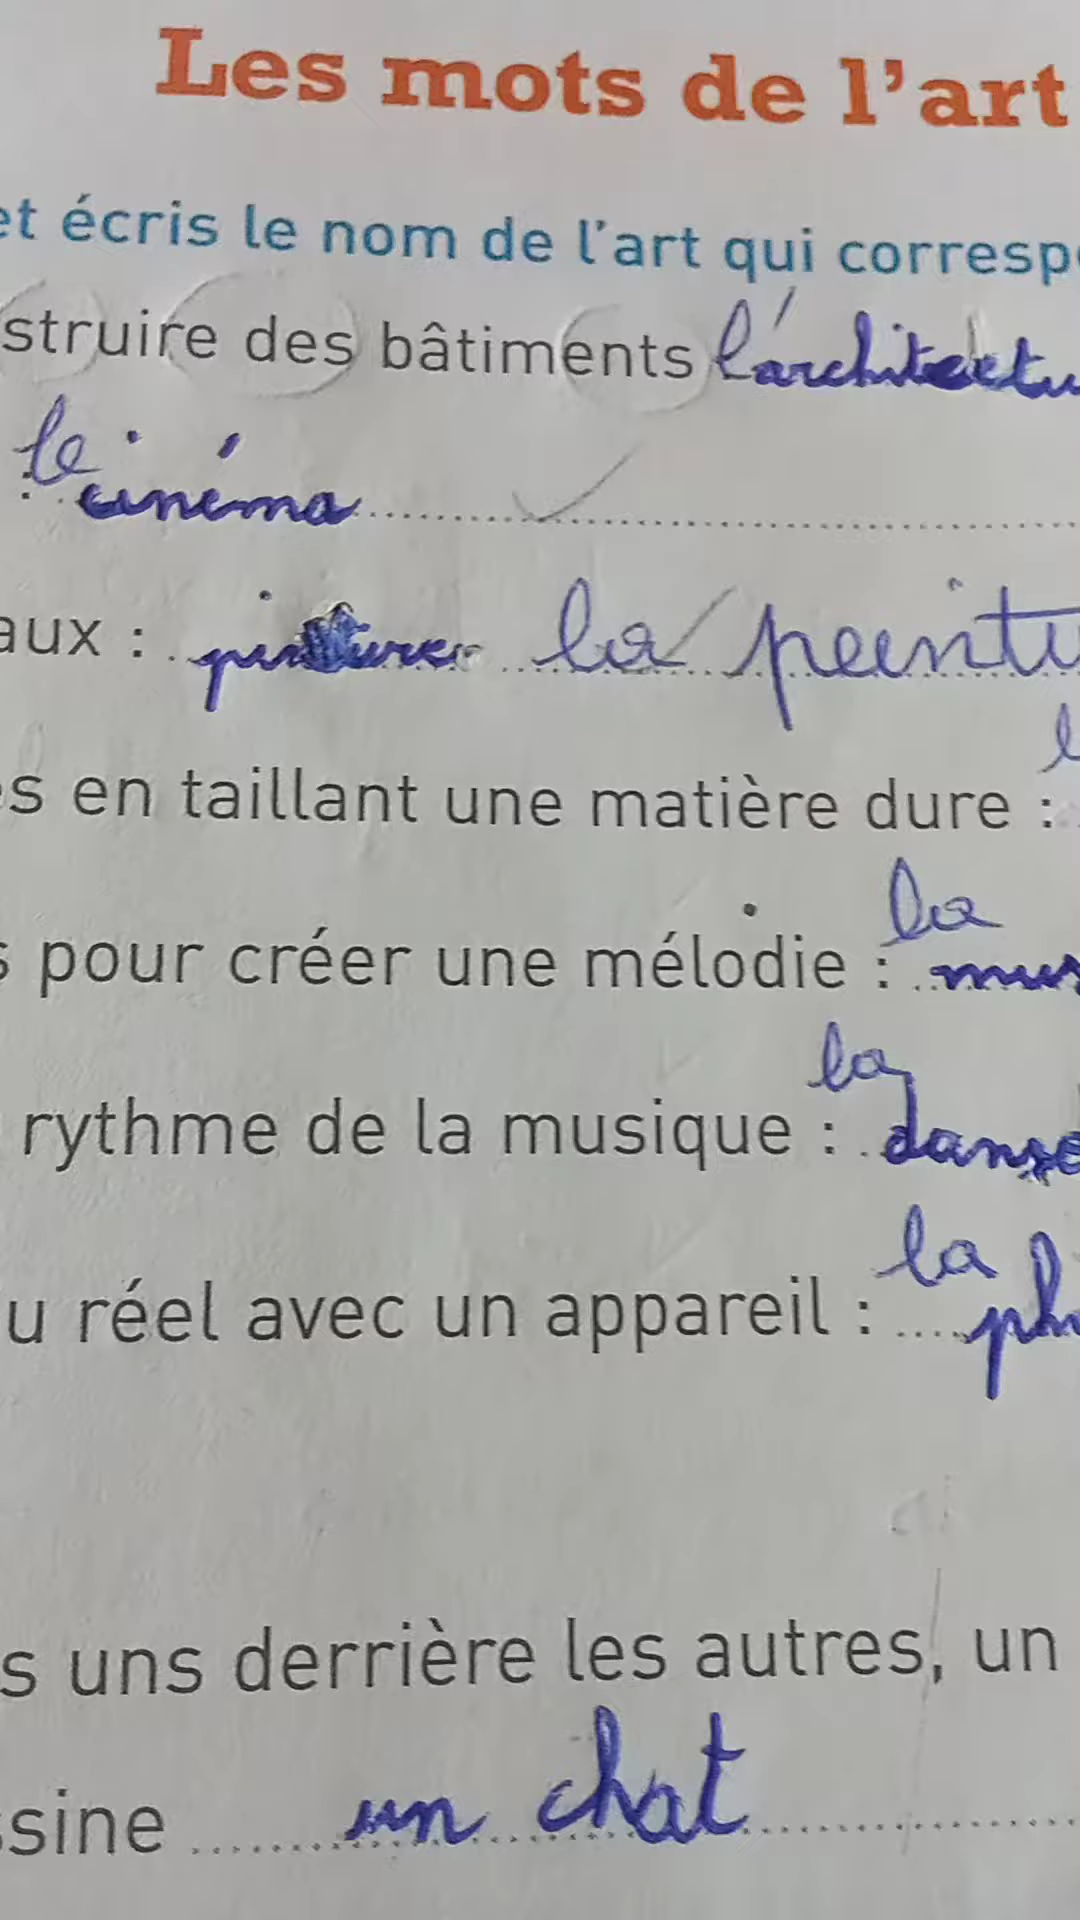 Les mots de l'art
et écris le nom de l'art qui corresp
struire des bâtiments l'architectu
: le cinéma
aux : la peintu
s en taillant une matière dure :
s pour créer une mélodie : la mus
rythme de la musique : la danse
u réel avec un appareil : la ph
s uns derrière les autres, un
sine un chat